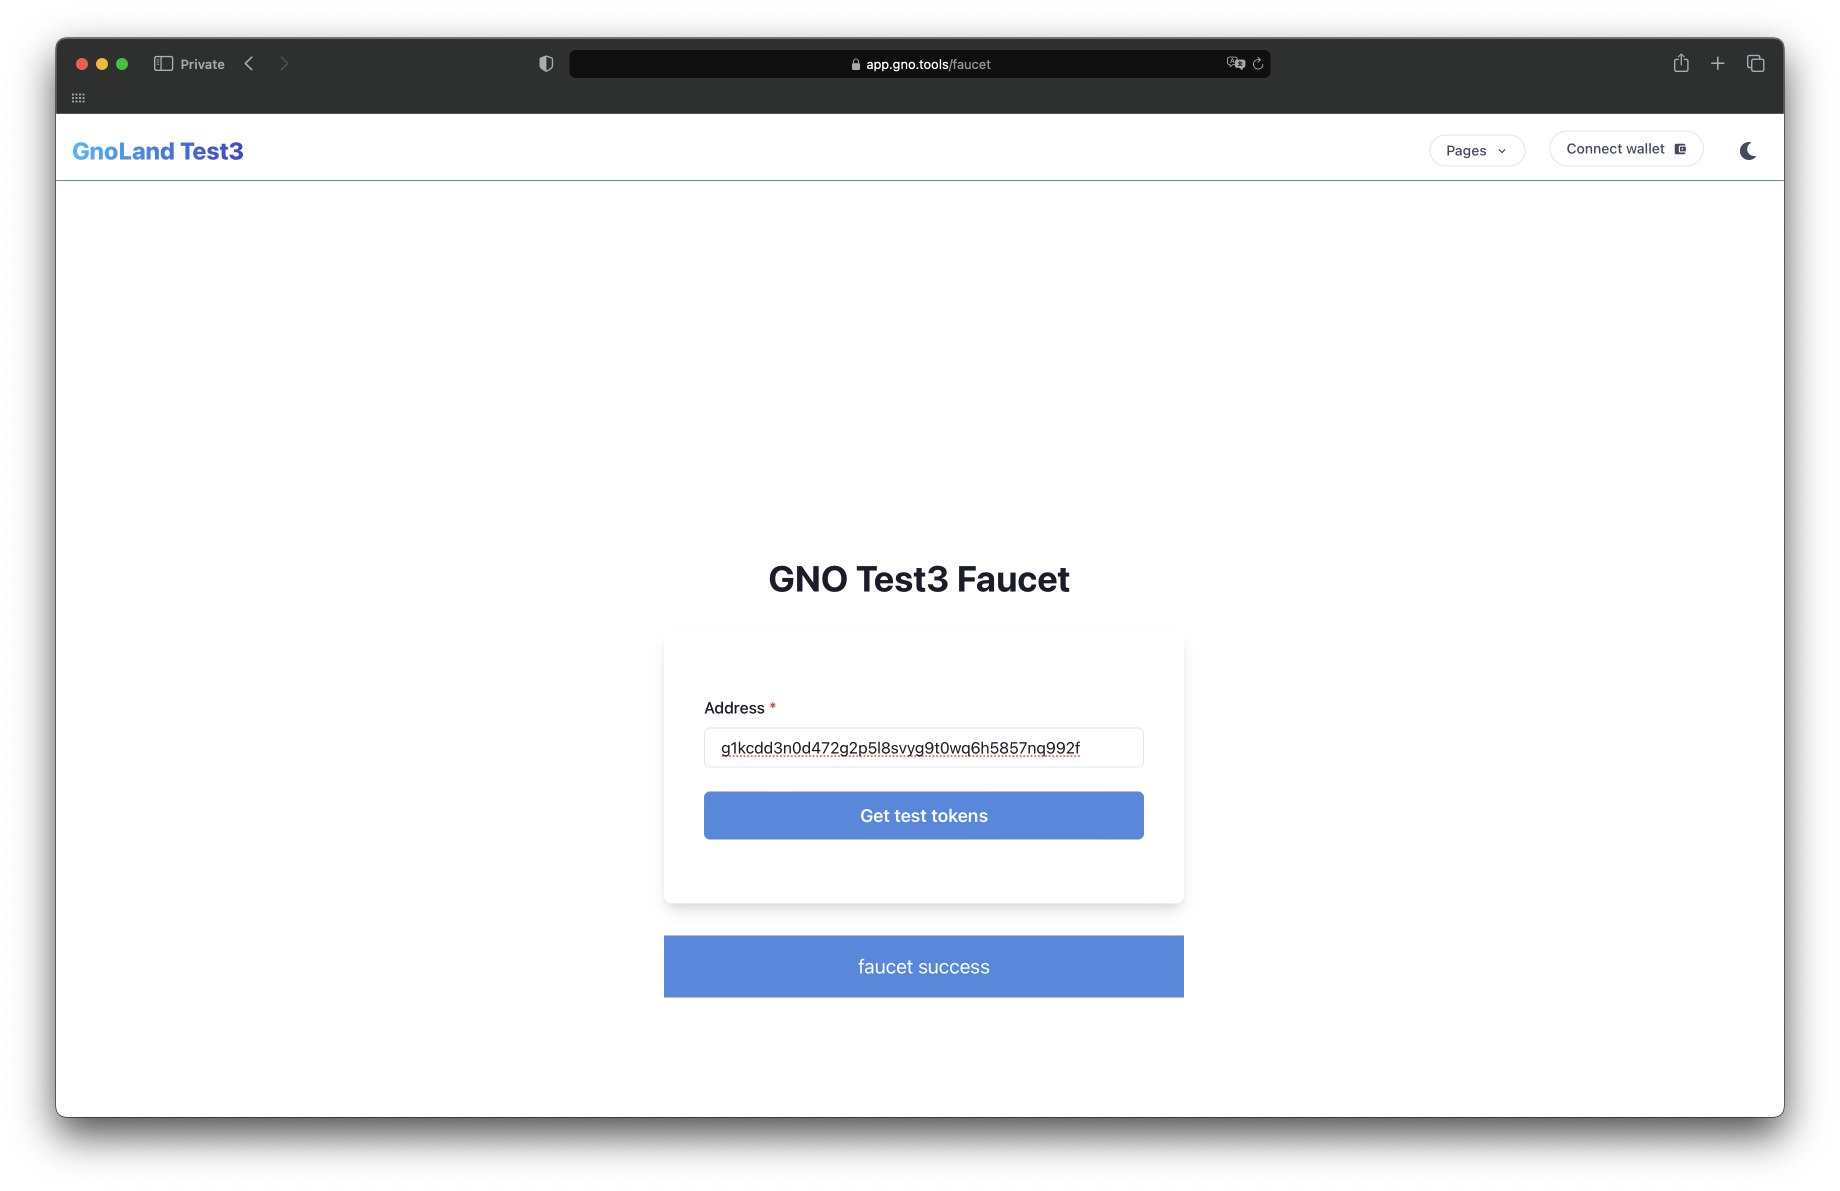 Private
app.gno.tools/faucet
GnoLand Test3
Pages
Connect wallet
GNO Test3 Faucet
Address *
g1kcdd3n0d472g2p5l8svyg9t0wq6h5857nq992f
Get test tokens
faucet success